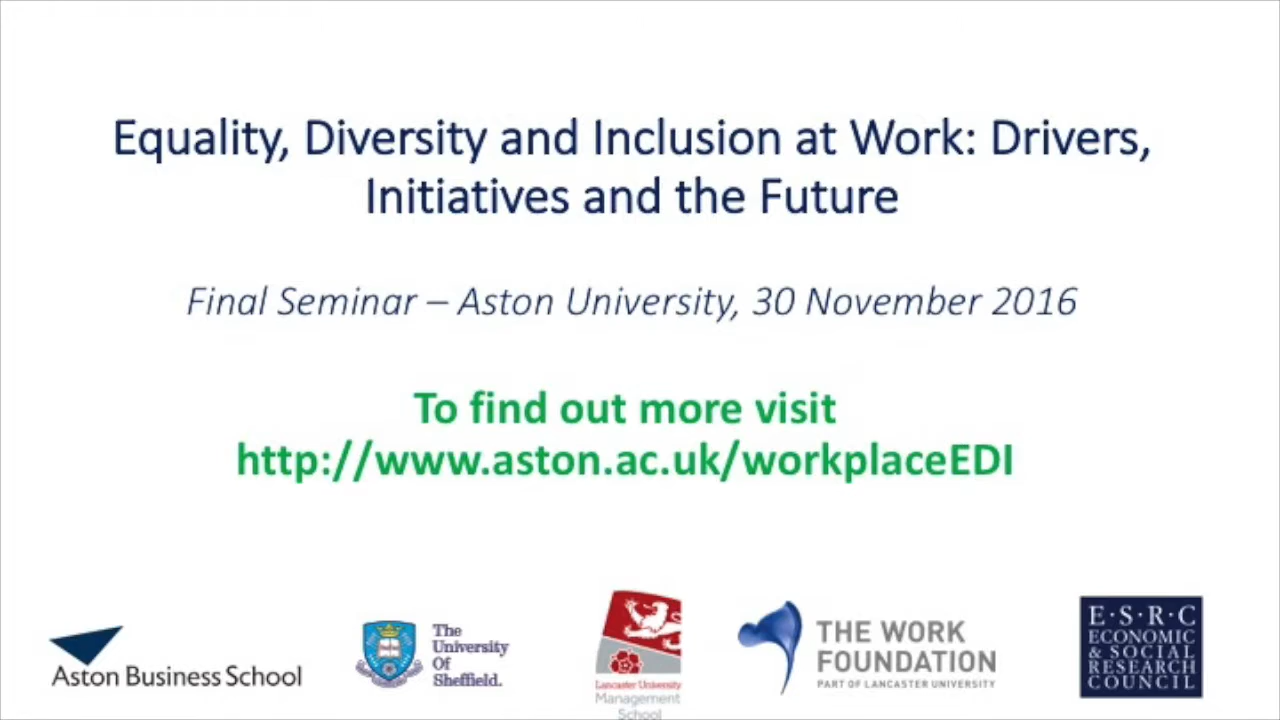 Equality, Diversity and Inclusion at Work: Drivers,
Initiatives and the Future
Final Seminar – Aston University, 30 November 2016
To find out more visit
http://www.aston.ac.uk/workplaceEDI
Aston Business School
The
University
Of
Sheffield.
Lancaster University
Management
School
THE WORK
FOUNDATION
PART OF LANCASTER UNIVERSITY
E·S·R·C
ECONOMIC
& SOCIAL
RESEARCH
COUNCIL